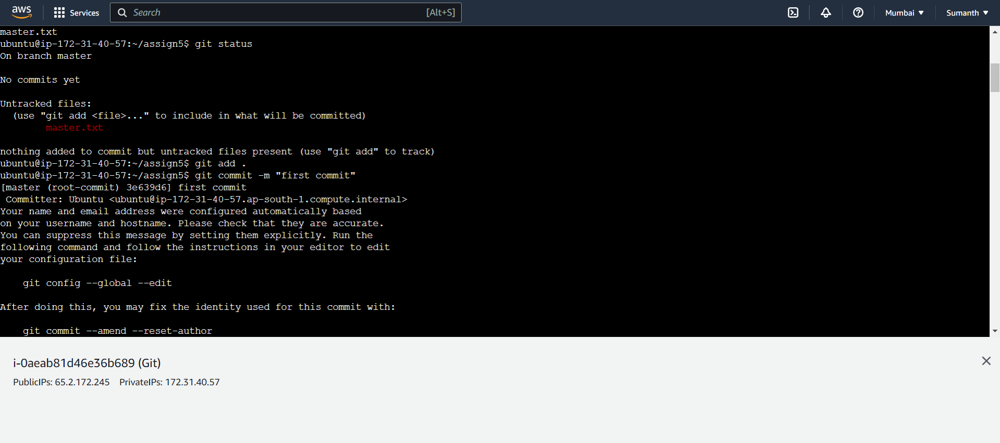 aws Services Search [Alt+S] Mumbai Sumanth
master.txt
ubuntu@ip-172-31-40-57:~/assign5$ git status
On branch master
No commits yet
Untracked files:
  (use "git add <file>..." to include in what will be committed)
        master.txt
nothing added to commit but untracked files present (use "git add" to track)
ubuntu@ip-172-31-40-57:~/assign5$ git add .
ubuntu@ip-172-31-40-57:~/assign5$ git commit -m "first commit"
[master (root-commit) 3e639d6] first commit
 Committer: Ubuntu <ubuntu@ip-172-31-40-57.ap-south-1.compute.internal>
Your name and email address were configured automatically based
on your username and hostname. Please check that they are accurate.
You can suppress this message by setting them explicitly. Run the
following command and follow the instructions in your editor to edit
your configuration file:
    git config --global --edit
After doing this, you may fix the identity used for this commit with:
    git commit --amend --reset-author
i-0aeab81d46e36b689 (Git)
PublicIPs: 65.2.172.245 PrivateIPs: 172.31.40.57